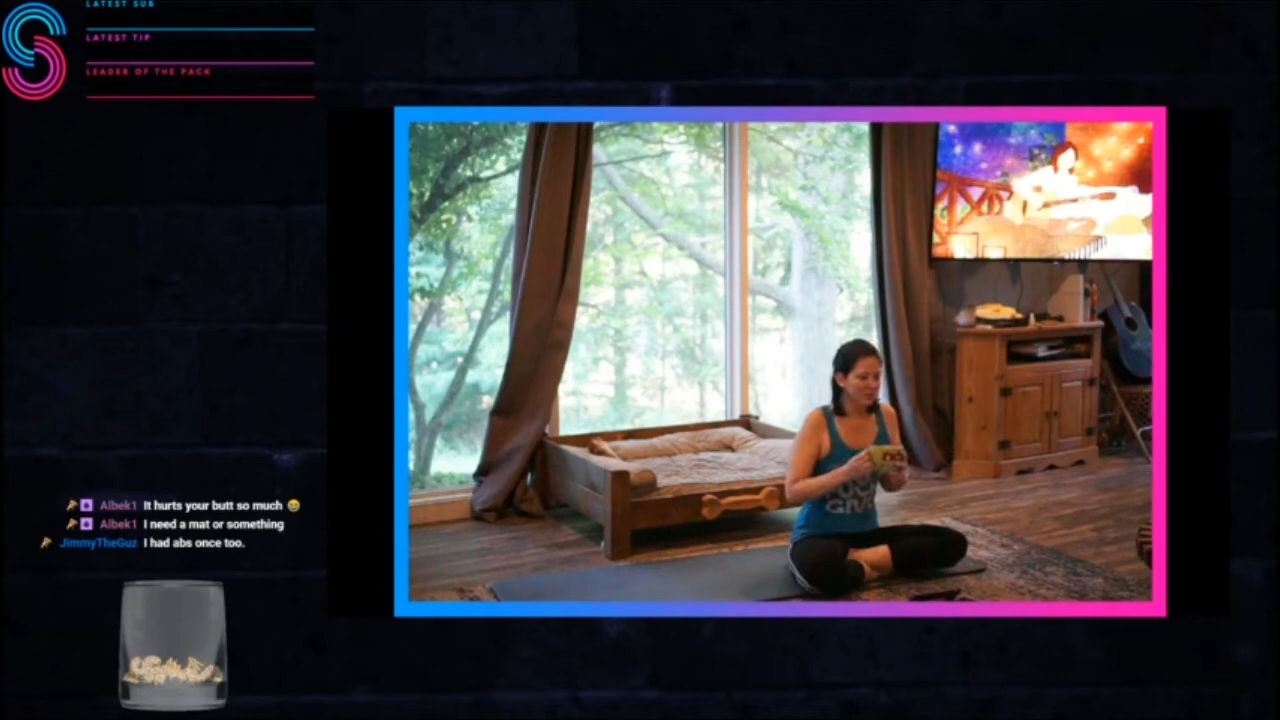 LATEST SUB
LATEST TIP
LEADER OF THE PACK
Albek1 It hurts your butt so much 😂
Albek1 I need a mat or something
JimmyTheGuz I had abs once too.